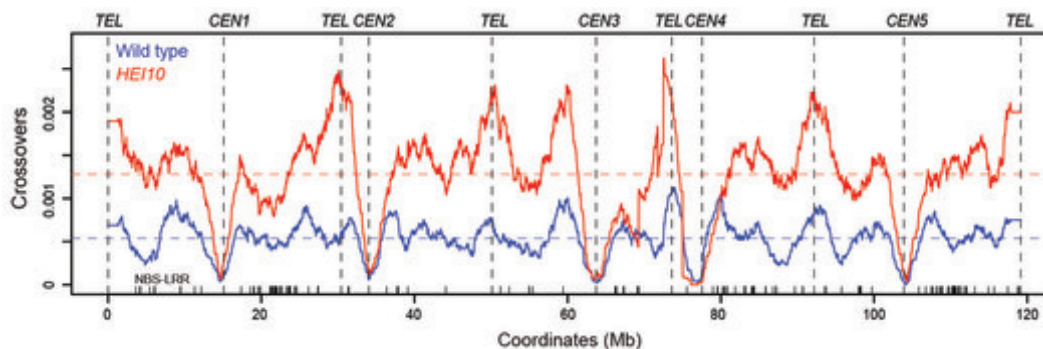 TEL CEN1 TEL CEN2 TEL CEN3 TEL CEN4 TEL CEN5 TEL
Wild type
HEI10
Crossovers
0.002
0.001
0
NBS-LRR
0 20 40 60 80 100 120
Coordinates (Mb)